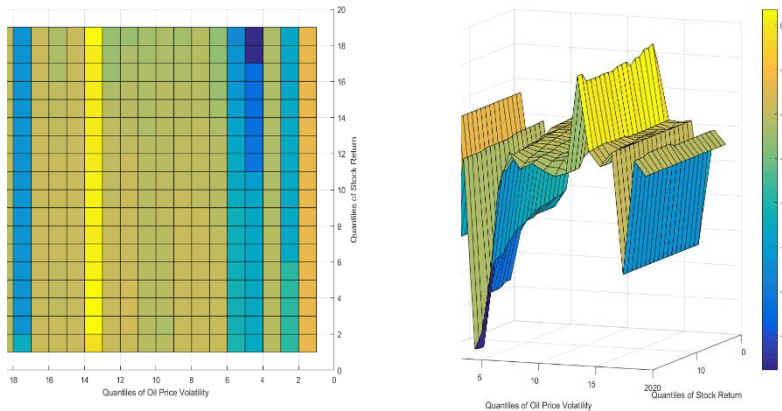 20
18
16
14
12
10
8
6
4
2
0
Quantiles of Stock Return
18 16 14 12 10 8 6 4 2 0
Quantiles of Oil Price Volatility
5 10 15 2020
10 0
Quantiles of Stock Return
Quantiles of Oil Price Volatility